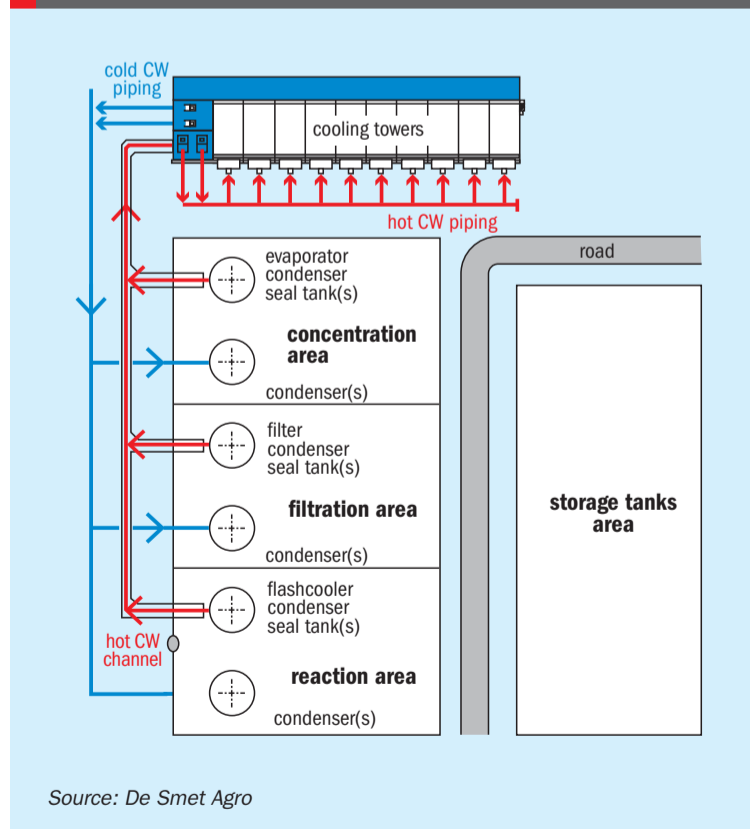 cold CW
piping
cooling towers
hot CW piping
road
evaporator
condenser
seal tank(s)
concentration
area
condenser(s)
filter
condenser
seal tank(s)
filtration area
condenser(s)
storage tanks
area
flashcooler
condenser
seal tank(s)
hot CW
channel
reaction area
condenser(s)
Source: De Smet Agro